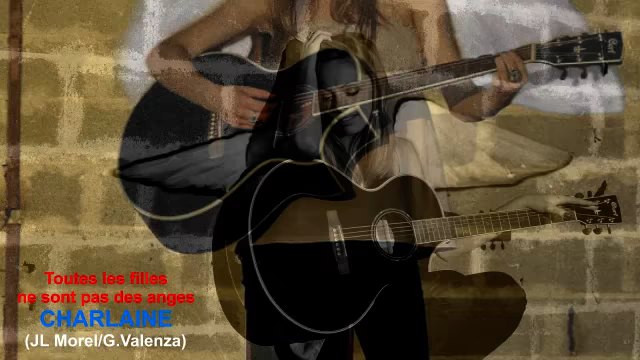 Toutes les filles
ne sont pas des anges
CHARLAINE
(JL Morel/G.Valenza)